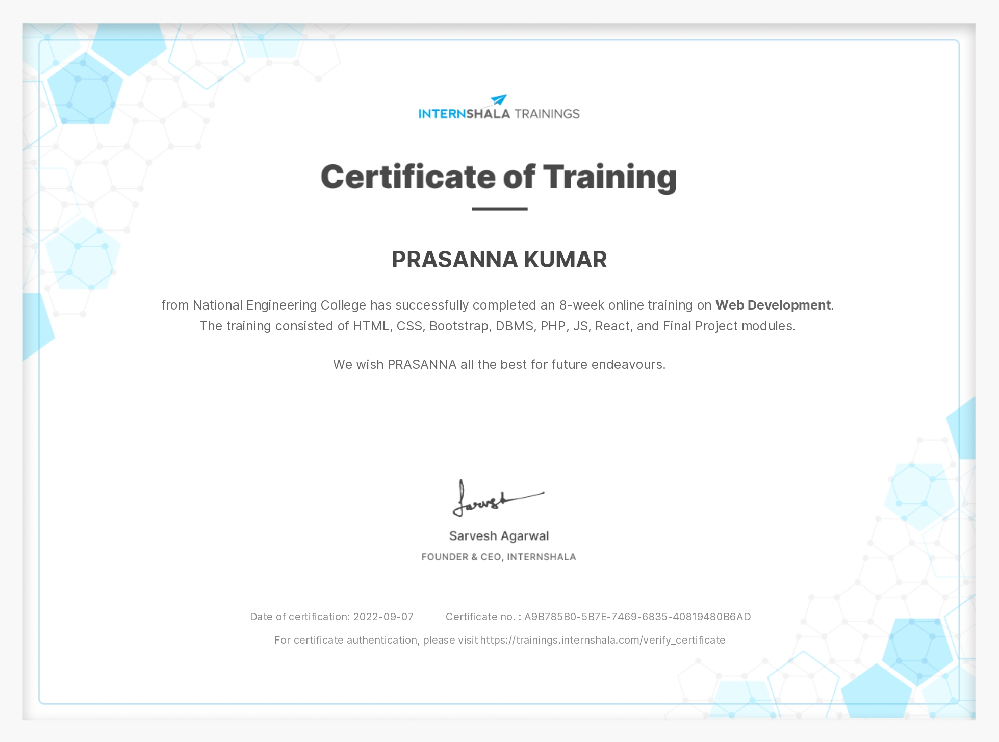 INTERNSHALA TRAININGS
Certificate of Training
PRASANNA KUMAR
from National Engineering College has successfully completed an 8-week online training on Web Development.
The training consisted of HTML, CSS, Bootstrap, DBMS, PHP, JS, React, and Final Project modules.
We wish PRASANNA all the best for future endeavours.
Sarvesh
Sarvesh Agarwal
FOUNDER & CEO, INTERNSHALA
Date of certification: 2022-09-07 Certificate no. : A9B785B0-5B7E-7469-6835-40819480B6AD
For certificate authentication, please visit https://trainings.internshala.com/verify_certificate